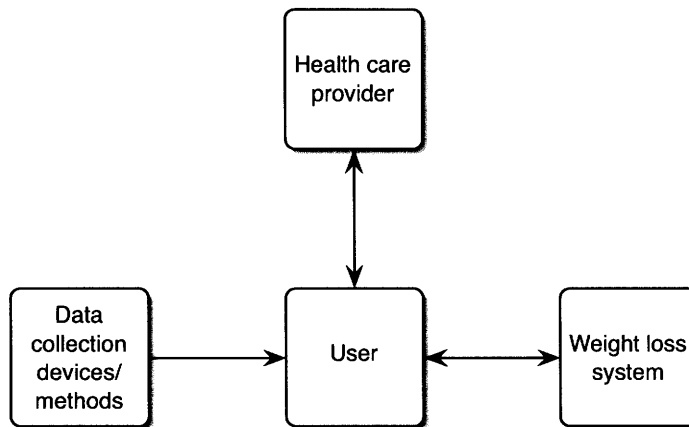 Health care
provider
Data
collection
devices/
methods
User
Weight loss
system